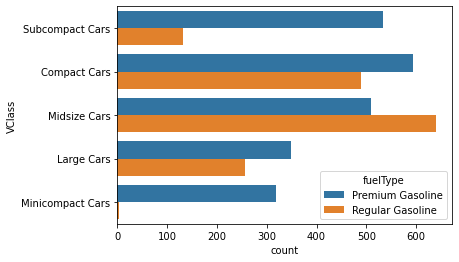 Subcompact Cars
Compact Cars
VClass
Midsize Cars
Large Cars
Minicompact Cars
fuelType
Premium Gasoline
Regular Gasoline
0 100 200 300 400 500 600
count